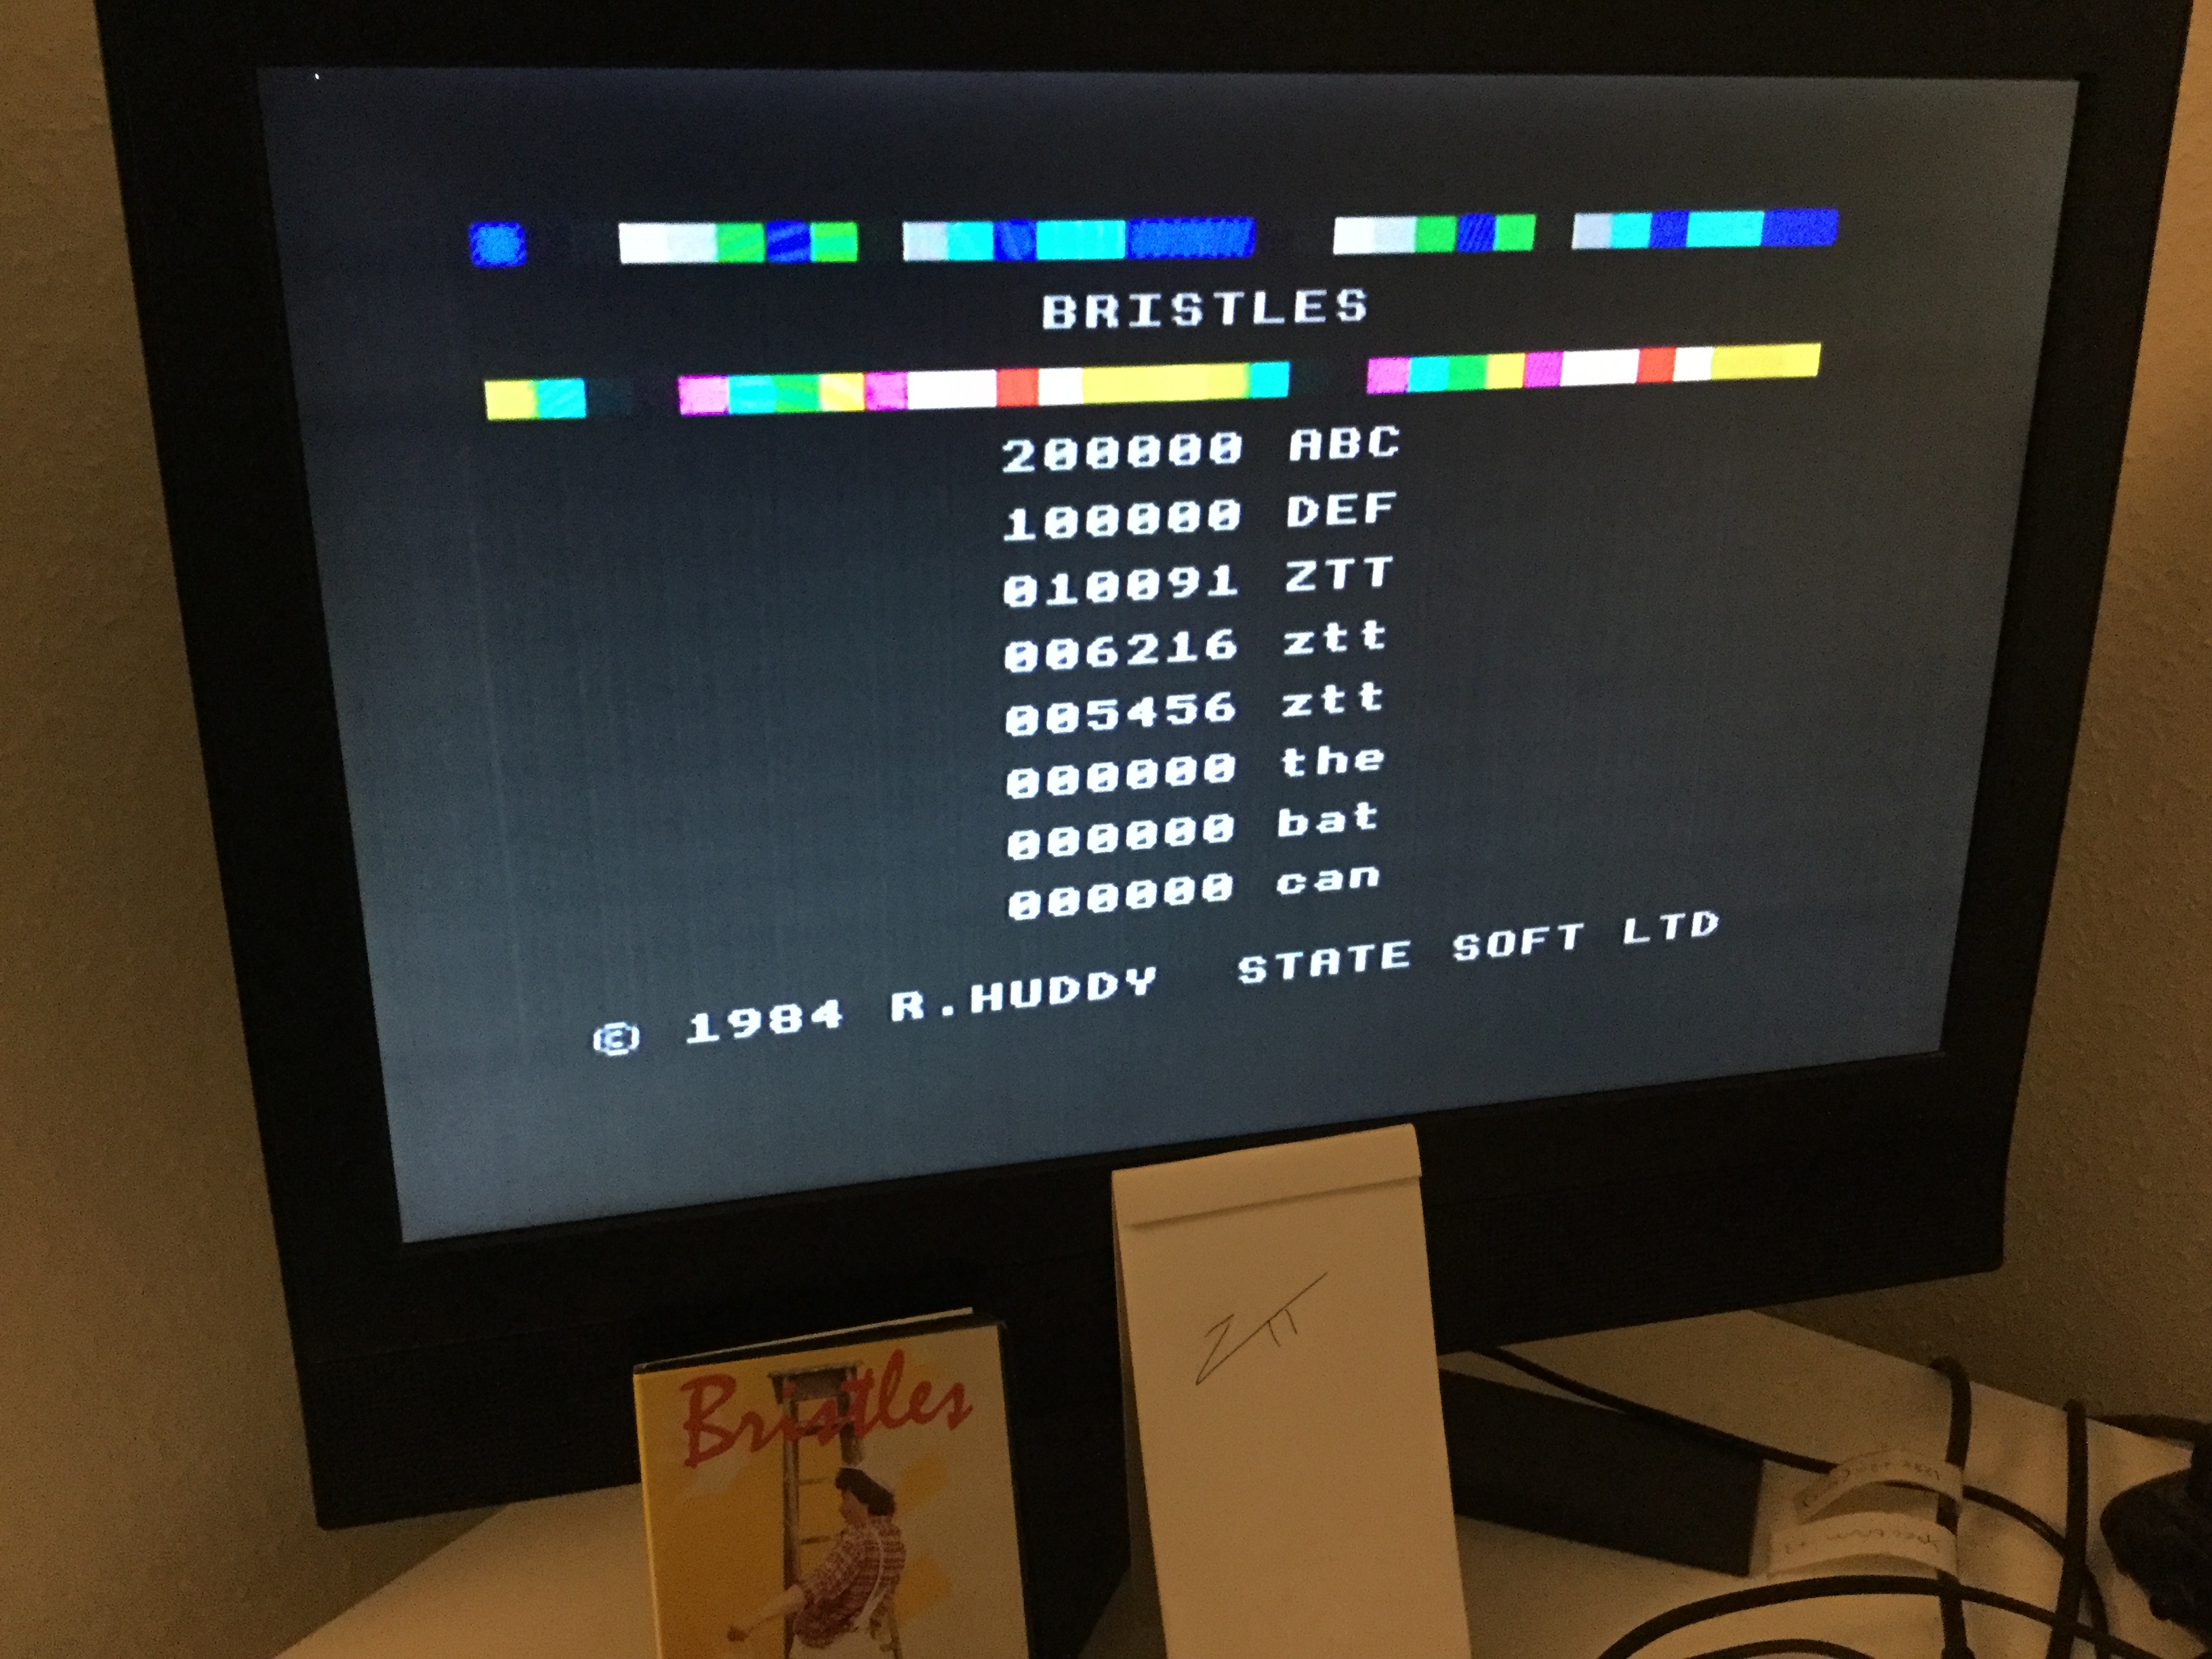 BRISTLES
200000 ABC
100000 DEF
010091 ZTT
006216 ztt
005456 ztt
000000 the
000000 bat
000000 can
© 1984 R.HUDDY STATE SOFT LTD
Bristles
ZTT